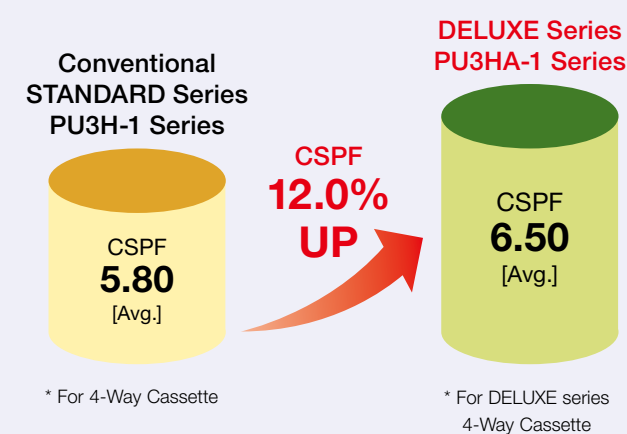 Conventional
STANDARD Series
PU3H-1 Series
CSPF
5.80
[Avg.]
* For 4-Way Cassette
CSPF
12.0%
UP
DELUXE Series
PU3HA-1 Series
CSPF
6.50
[Avg.]
* For DELUXE series
4-Way Cassette